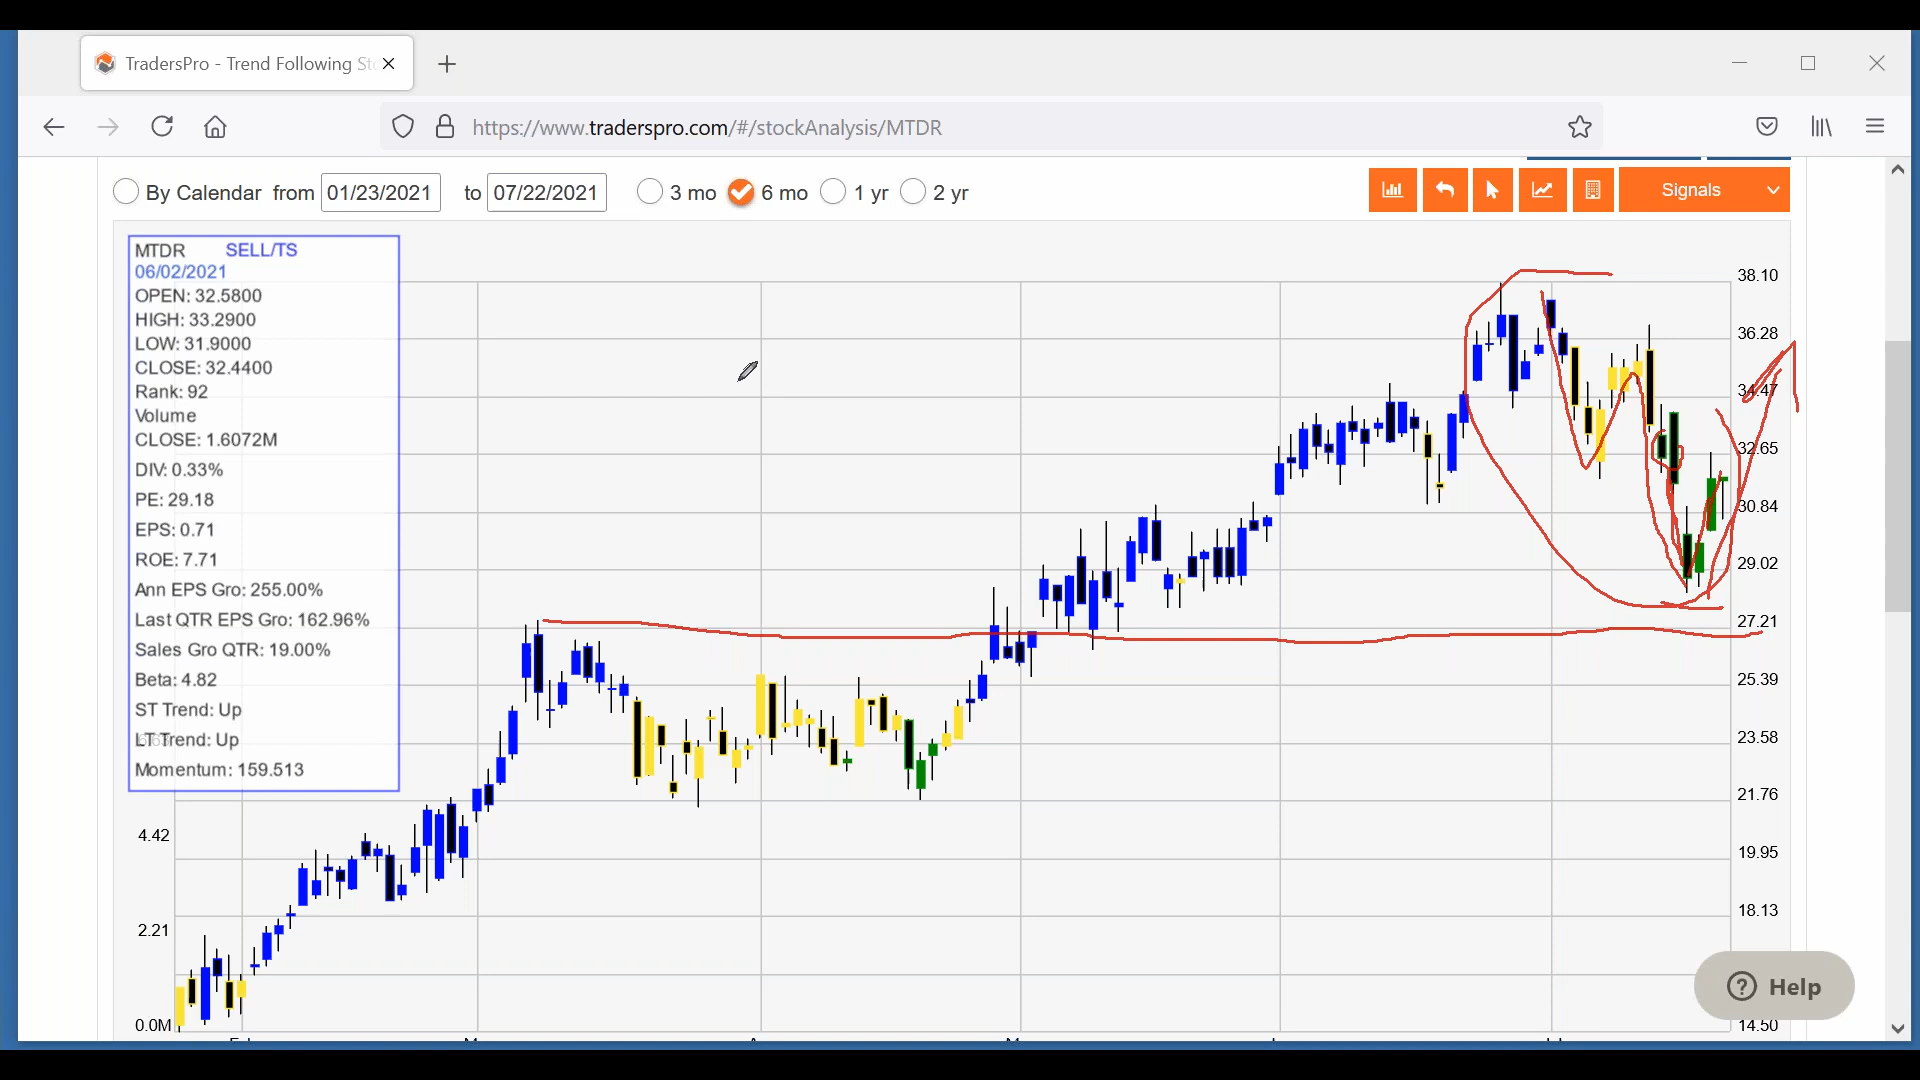 TradersPro - Trend Following St
https://www.traderspro.com/#/stockAnalysis/MTDR
By Calendar from 01/23/2021 to 07/22/2021 3 mo 6 mo 1 yr 2 yr
Signals
MTDR SELL/TS
06/02/2021
OPEN: 32.5800
HIGH: 33.2900
LOW: 31.9000
CLOSE: 32.4400
Rank: 92
Volume
CLOSE: 1.6072M
DIV: 0.33%
PE: 29.18
EPS: 0.71
ROE: 7.71
Ann EPS Gro: 255.00%
Last QTR EPS Gro: 162.96%
Sales Gro QTR: 19.00%
Beta: 4.82
ST Trend: Up
LT Trend: Up
Momentum: 159.513
4.42
2.21
0.0M
38.10
36.28
34.47
32.65
30.84
29.02
27.21
25.39
23.58
21.76
19.95
18.13
14.50
Help